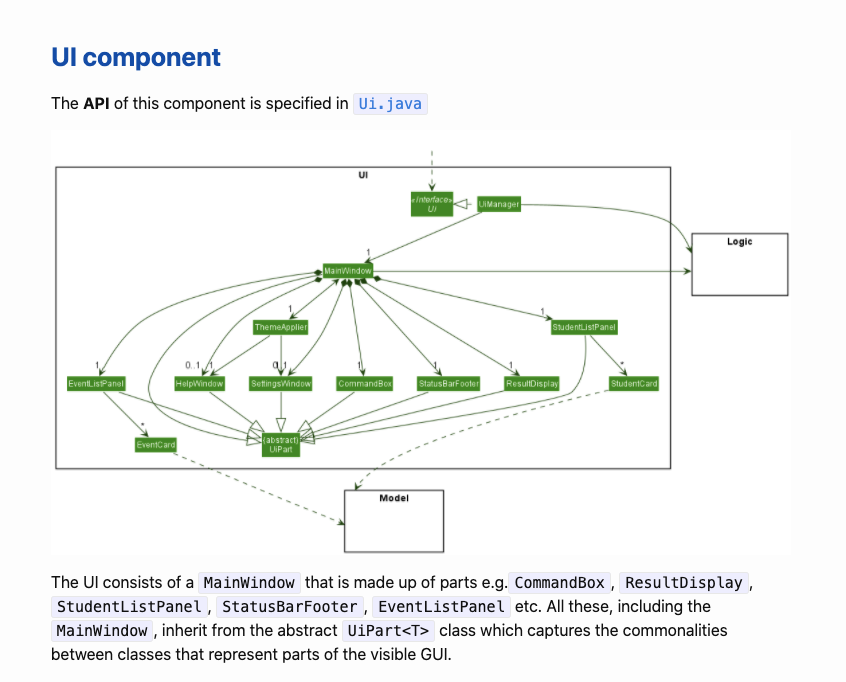 UI component
The API of this component is specified in Ui.java
UI
«interface»
Ui
UiManager
Logic
1
MainWindow
1
ThemeApplier
1
StudentListPanel
1
0..1
1
0..1
1
1
1
*
EventListPanel
HelpWindow
SettingsWindow
CommandBox
StatusBarFooter
ResultDisplay
StudentCard
*
EventCard
{abstract}
UiPart
Model
The UI consists of a MainWindow that is made up of parts e.g. CommandBox , ResultDisplay ,
StudentListPanel , StatusBarFooter , EventListPanel etc. All these, including the
MainWindow , inherit from the abstract UiPart<T> class which captures the commonalities
between classes that represent parts of the visible GUI.